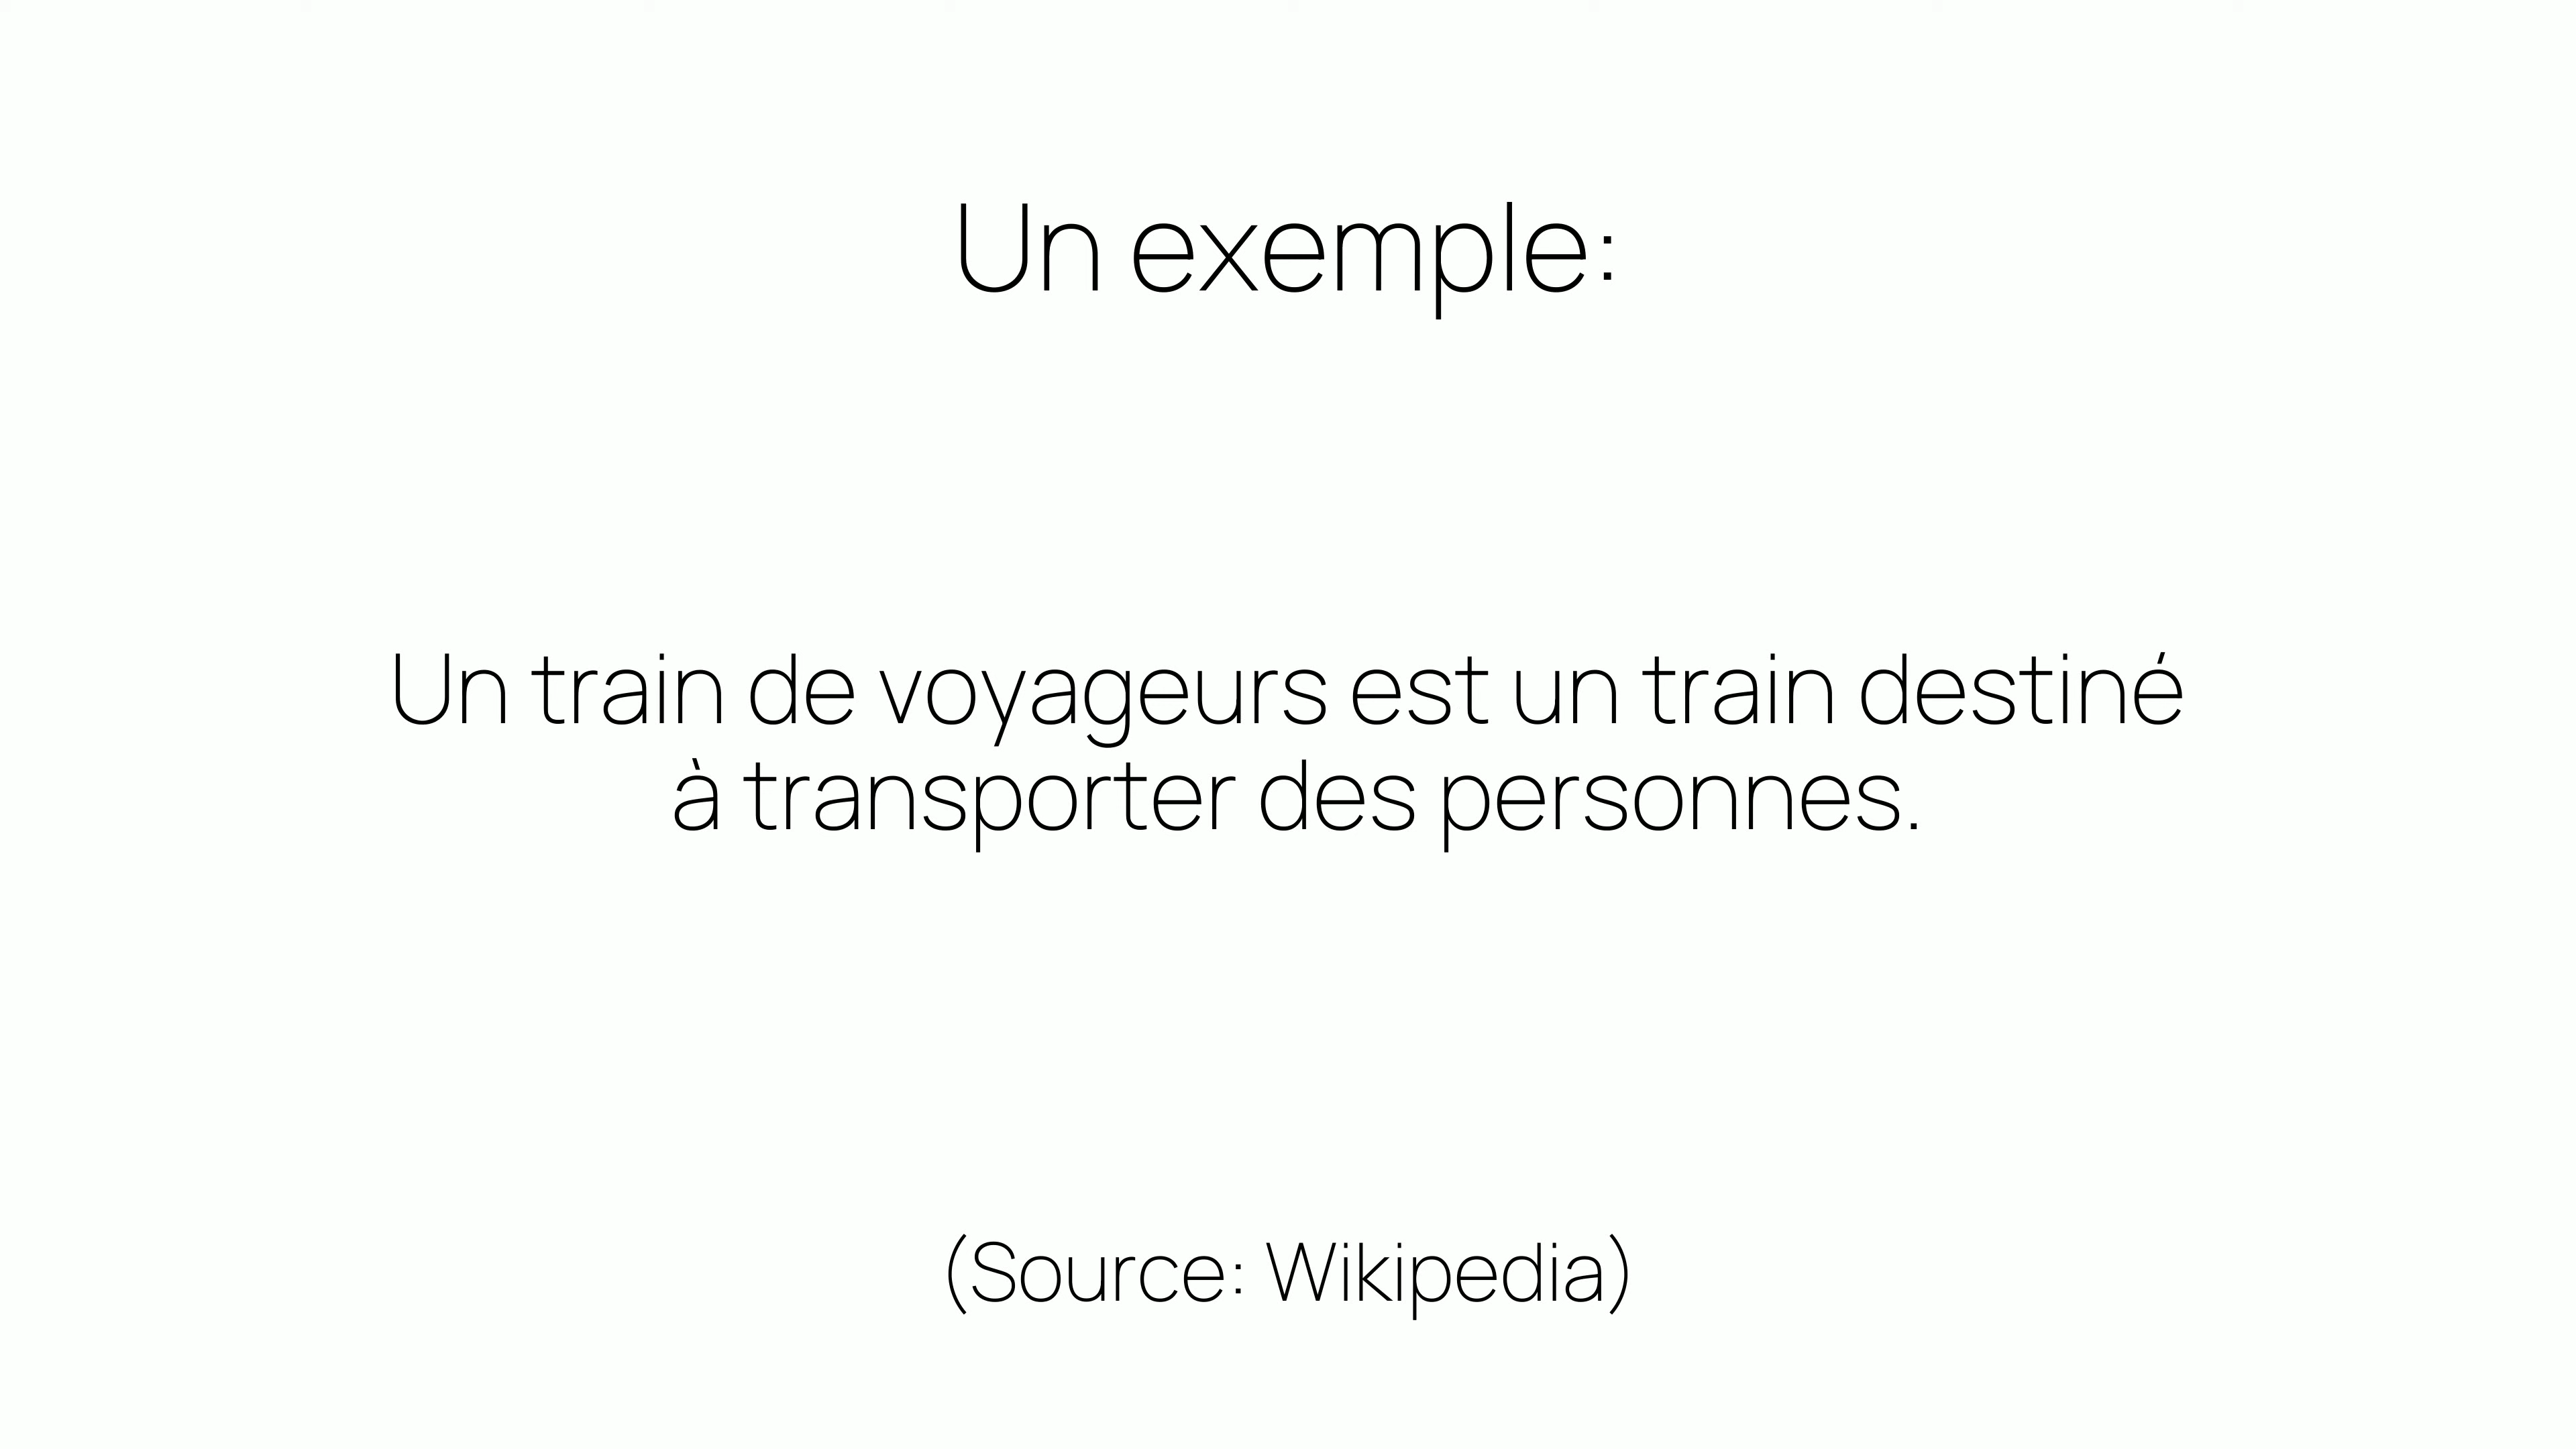 Un exemple:
Un train de voyageurs est un train destiné
à transporter des personnes.
(Source: Wikipedia)